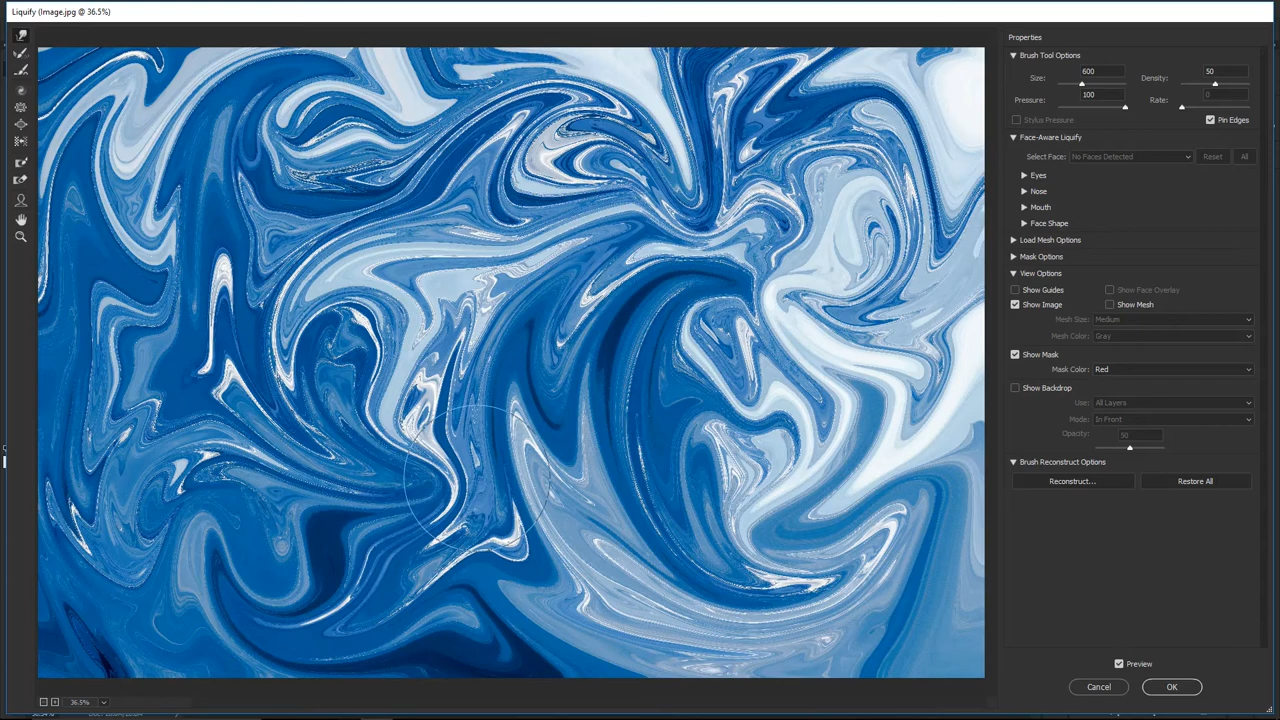 Liquify (Image.jpg @ 36.5%)
Properties
Brush Tool Options
Size: 600 Density: 50
Pressure: 100 Rate: 0
Stylus Pressure Pin Edges
Face-Aware Liquify
Select Face: No Faces Detected Reset All
Eyes
Nose
Mouth
Face Shape
Load Mesh Options
Mask Options
View Options
Show Guides Show Face Overlay
Show Image Show Mesh
Mesh Size: Medium
Mesh Color: Gray
Show Mask
Mask Color: Red
Show Backdrop
Use: All Layers
Mode: In Front
Opacity: 50
Brush Reconstruct Options
Reconstruct... Restore All
Preview
Cancel OK
36.5%